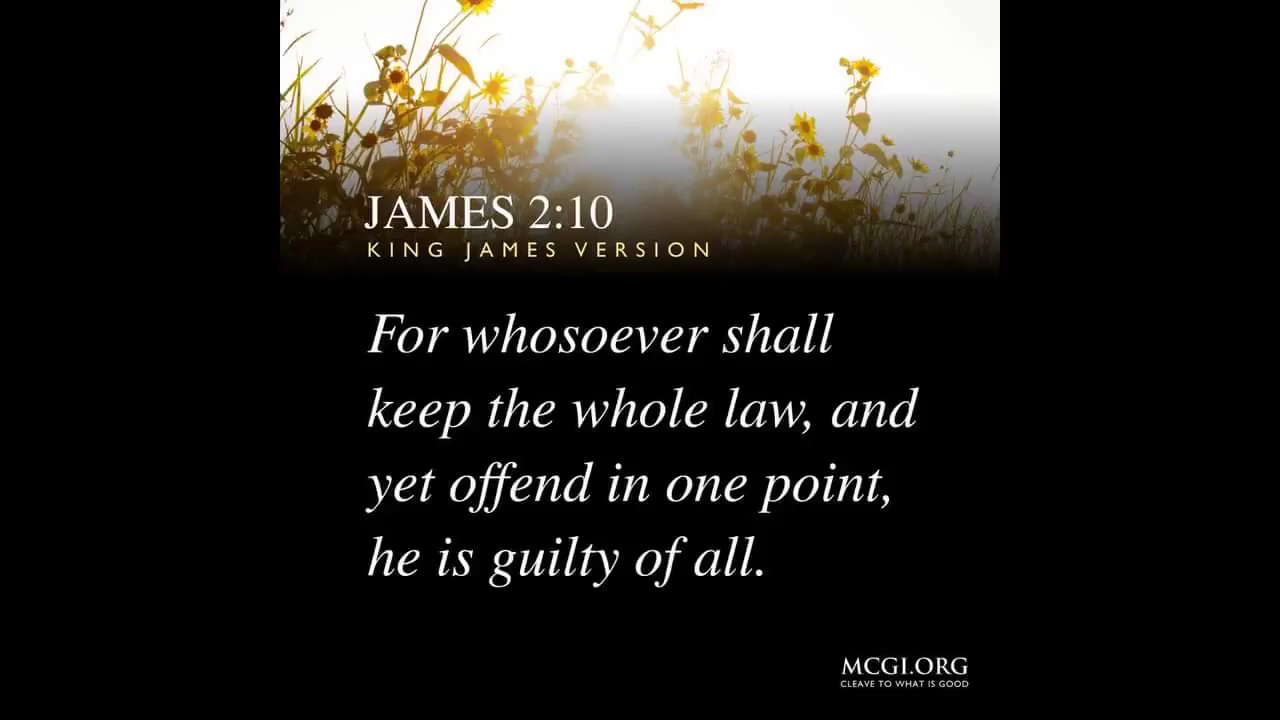 JAMES 2:10
KING JAMES VERSION
For whosoever shall
keep the whole law, and
yet offend in one point,
he is guilty of all.
MCGI.ORG
CLEAVE TO WHAT IS GOOD